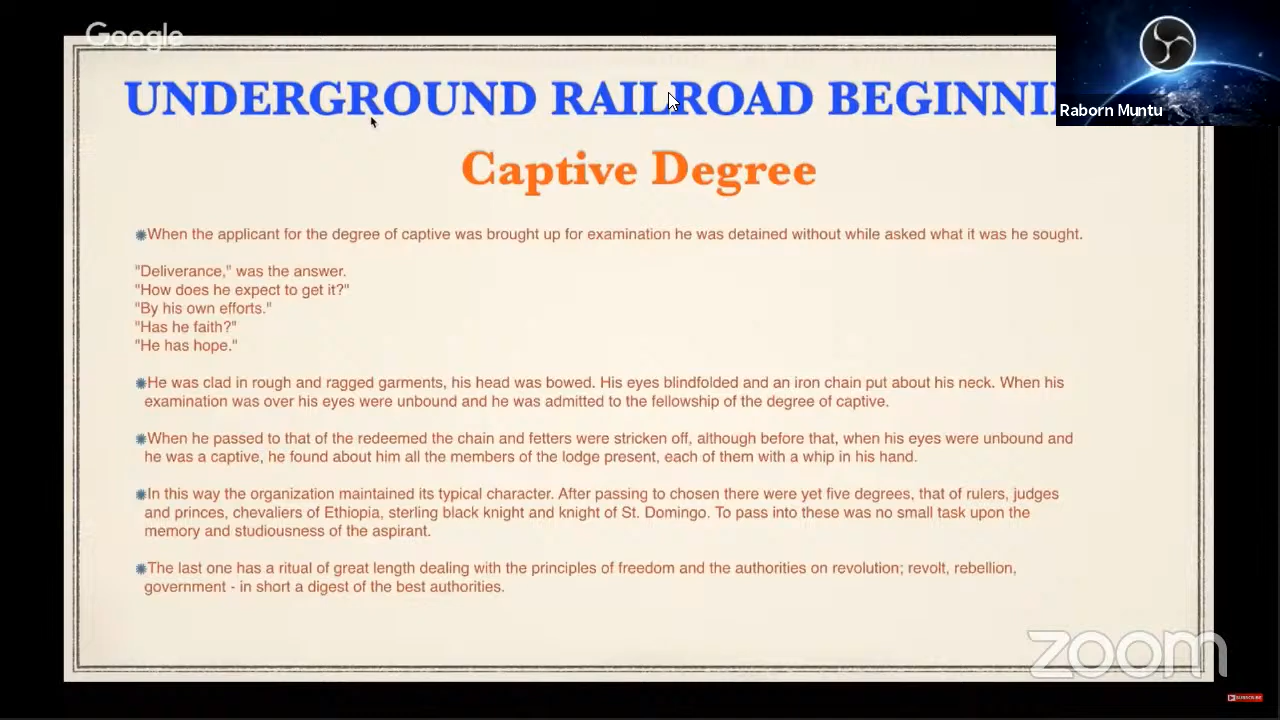 Google
UNDERGROUND RAILROAD BEGINNI
Raborn Muntu
Captive Degree
When the applicant for the degree of captive was brought up for examination he was detained without while asked what it was he sought.
"Deliverance," was the answer.
"How does he expect to get it?"
"By his own efforts."
"Has he faith?"
"He has hope."
He was clad in rough and ragged garments, his head was bowed. His eyes blindfolded and an iron chain put about his neck. When his
examination was over his eyes were unbound and he was admitted to the fellowship of the degree of captive.
When he passed to that of the redeemed the chain and fetters were stricken off, although before that, when his eyes were unbound and
he was a captive, he found about him all the members of the lodge present, each of them with a whip in his hand.
In this way the organization maintained its typical character. After passing to chosen there were yet five degrees, that of rulers, judges
and princes, chevaliers of Ethiopia, sterling black knight and knight of St. Domingo. To pass into these was no small task upon the
memory and studiousness of the aspirant.
The last one has a ritual of great length dealing with the principles of freedom and the authorities on revolution; revolt, rebellion,
government - in short a digest of the best authorities.
zoom
SUBSCRIBE